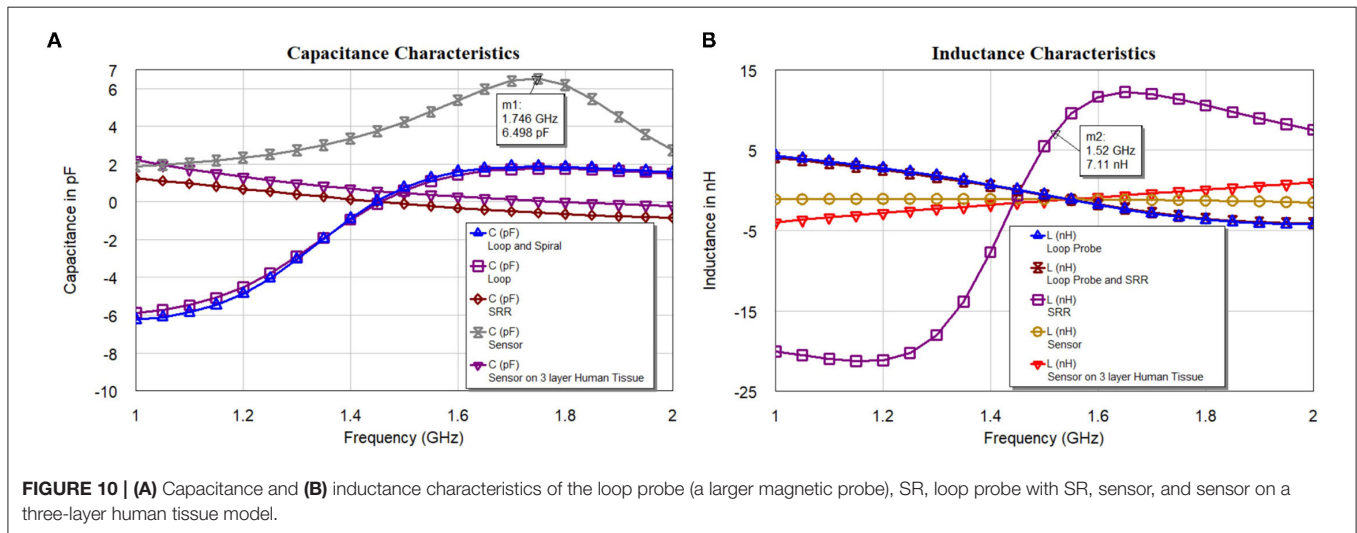 A
Capacitance Characteristics
7
6
4
2
0
-2
-4
-6
-8
-10
Capacitance in pF
m1:
1.746 GHz
6.498 pF
C (pF)
Loop and Spiral
C (pF)
Loop
C (pF)
SRR
C (pF)
Sensor
C (pF)
Sensor on 3 layer Human Tissue
1
1.2
1.4
1.6
1.8
2
Frequency (GHz)
B
Inductance Characteristics
15
5
-5
-15
-25
Inductance in nH
m2:
1.52 GHz
7.11 nH
L (nH)
Loop Probe
L (nH)
Loop Probe and SRR
L (nH)
SRR
L (nH)
Sensor
L (nH)
Sensor on 3 layer Human Tissue
1
1.2
1.4
1.6
1.8
2
Frequency (GHz)
FIGURE 10 | (A) Capacitance and (B) inductance characteristics of the loop probe (a larger magnetic probe), SR, loop probe with SR, sensor, and sensor on a
three-layer human tissue model.